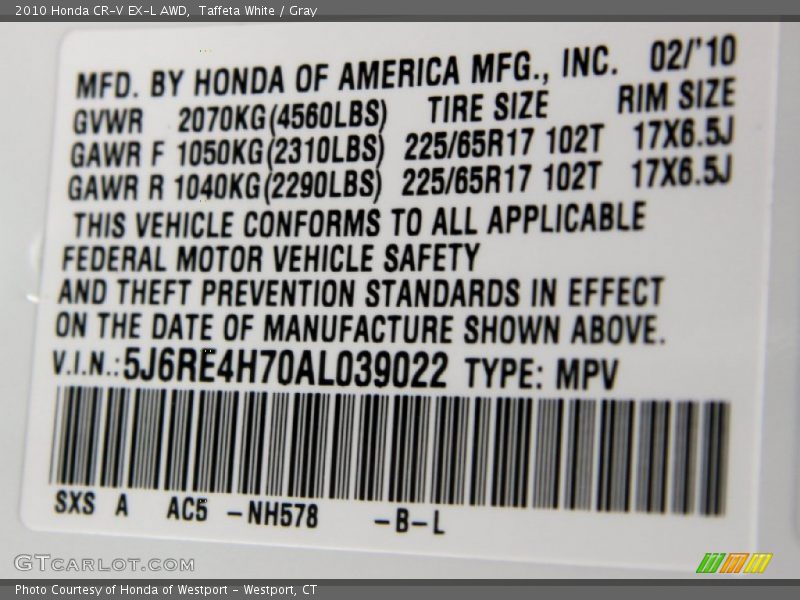 2010 Honda CR-V EX-L AWD,  Taffeta White / Gray
MFD. BY HONDA OF AMERICA MFG., INC. 02/'10
GVWR 2070KG(4560LBS) TIRE SIZE RIM SIZE
GAWR F 1050KG(2310LBS) 225/65R17 102T 17X6.5J
GAWR R 1040KG(2290LBS) 225/65R17 102T 17X6.5J
THIS VEHICLE CONFORMS TO ALL APPLICABLE
FEDERAL MOTOR VEHICLE SAFETY
AND THEFT PREVENTION STANDARDS IN EFFECT
ON THE DATE OF MANUFACTURE SHOWN ABOVE.
V.I.N.:5J6RE4H70AL039022 TYPE: MPV
SXS A AC5 -NH578 -B-L
GTCARLOT.COM
Photo Courtesy of Honda of Westport - Westport, CT